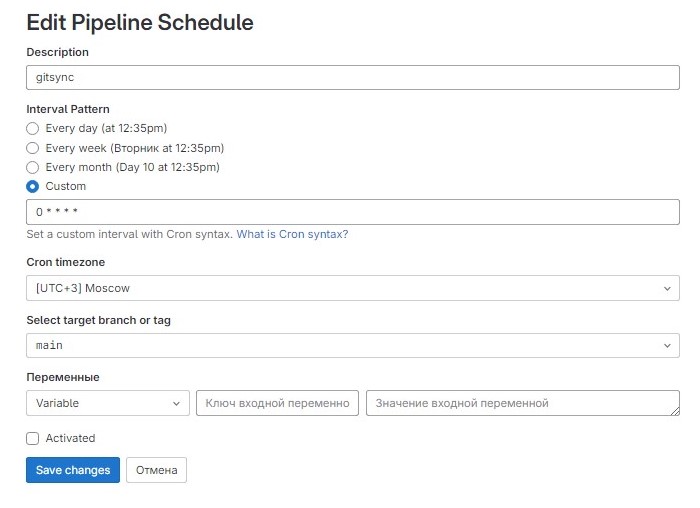 Edit Pipeline Schedule
Description
gitsync
Interval Pattern
Every day (at 12:35pm)
Every week (Вторник at 12:35pm)
Every month (Day 10 at 12:35pm)
Custom
0 * * * *
Set a custom interval with Cron syntax. What is Cron syntax?
Cron timezone
[UTC+3] Moscow
Select target branch or tag
main
Переменные
Variable Ключ входной переменно Значение входной переменной
Activated
Save changes Отмена